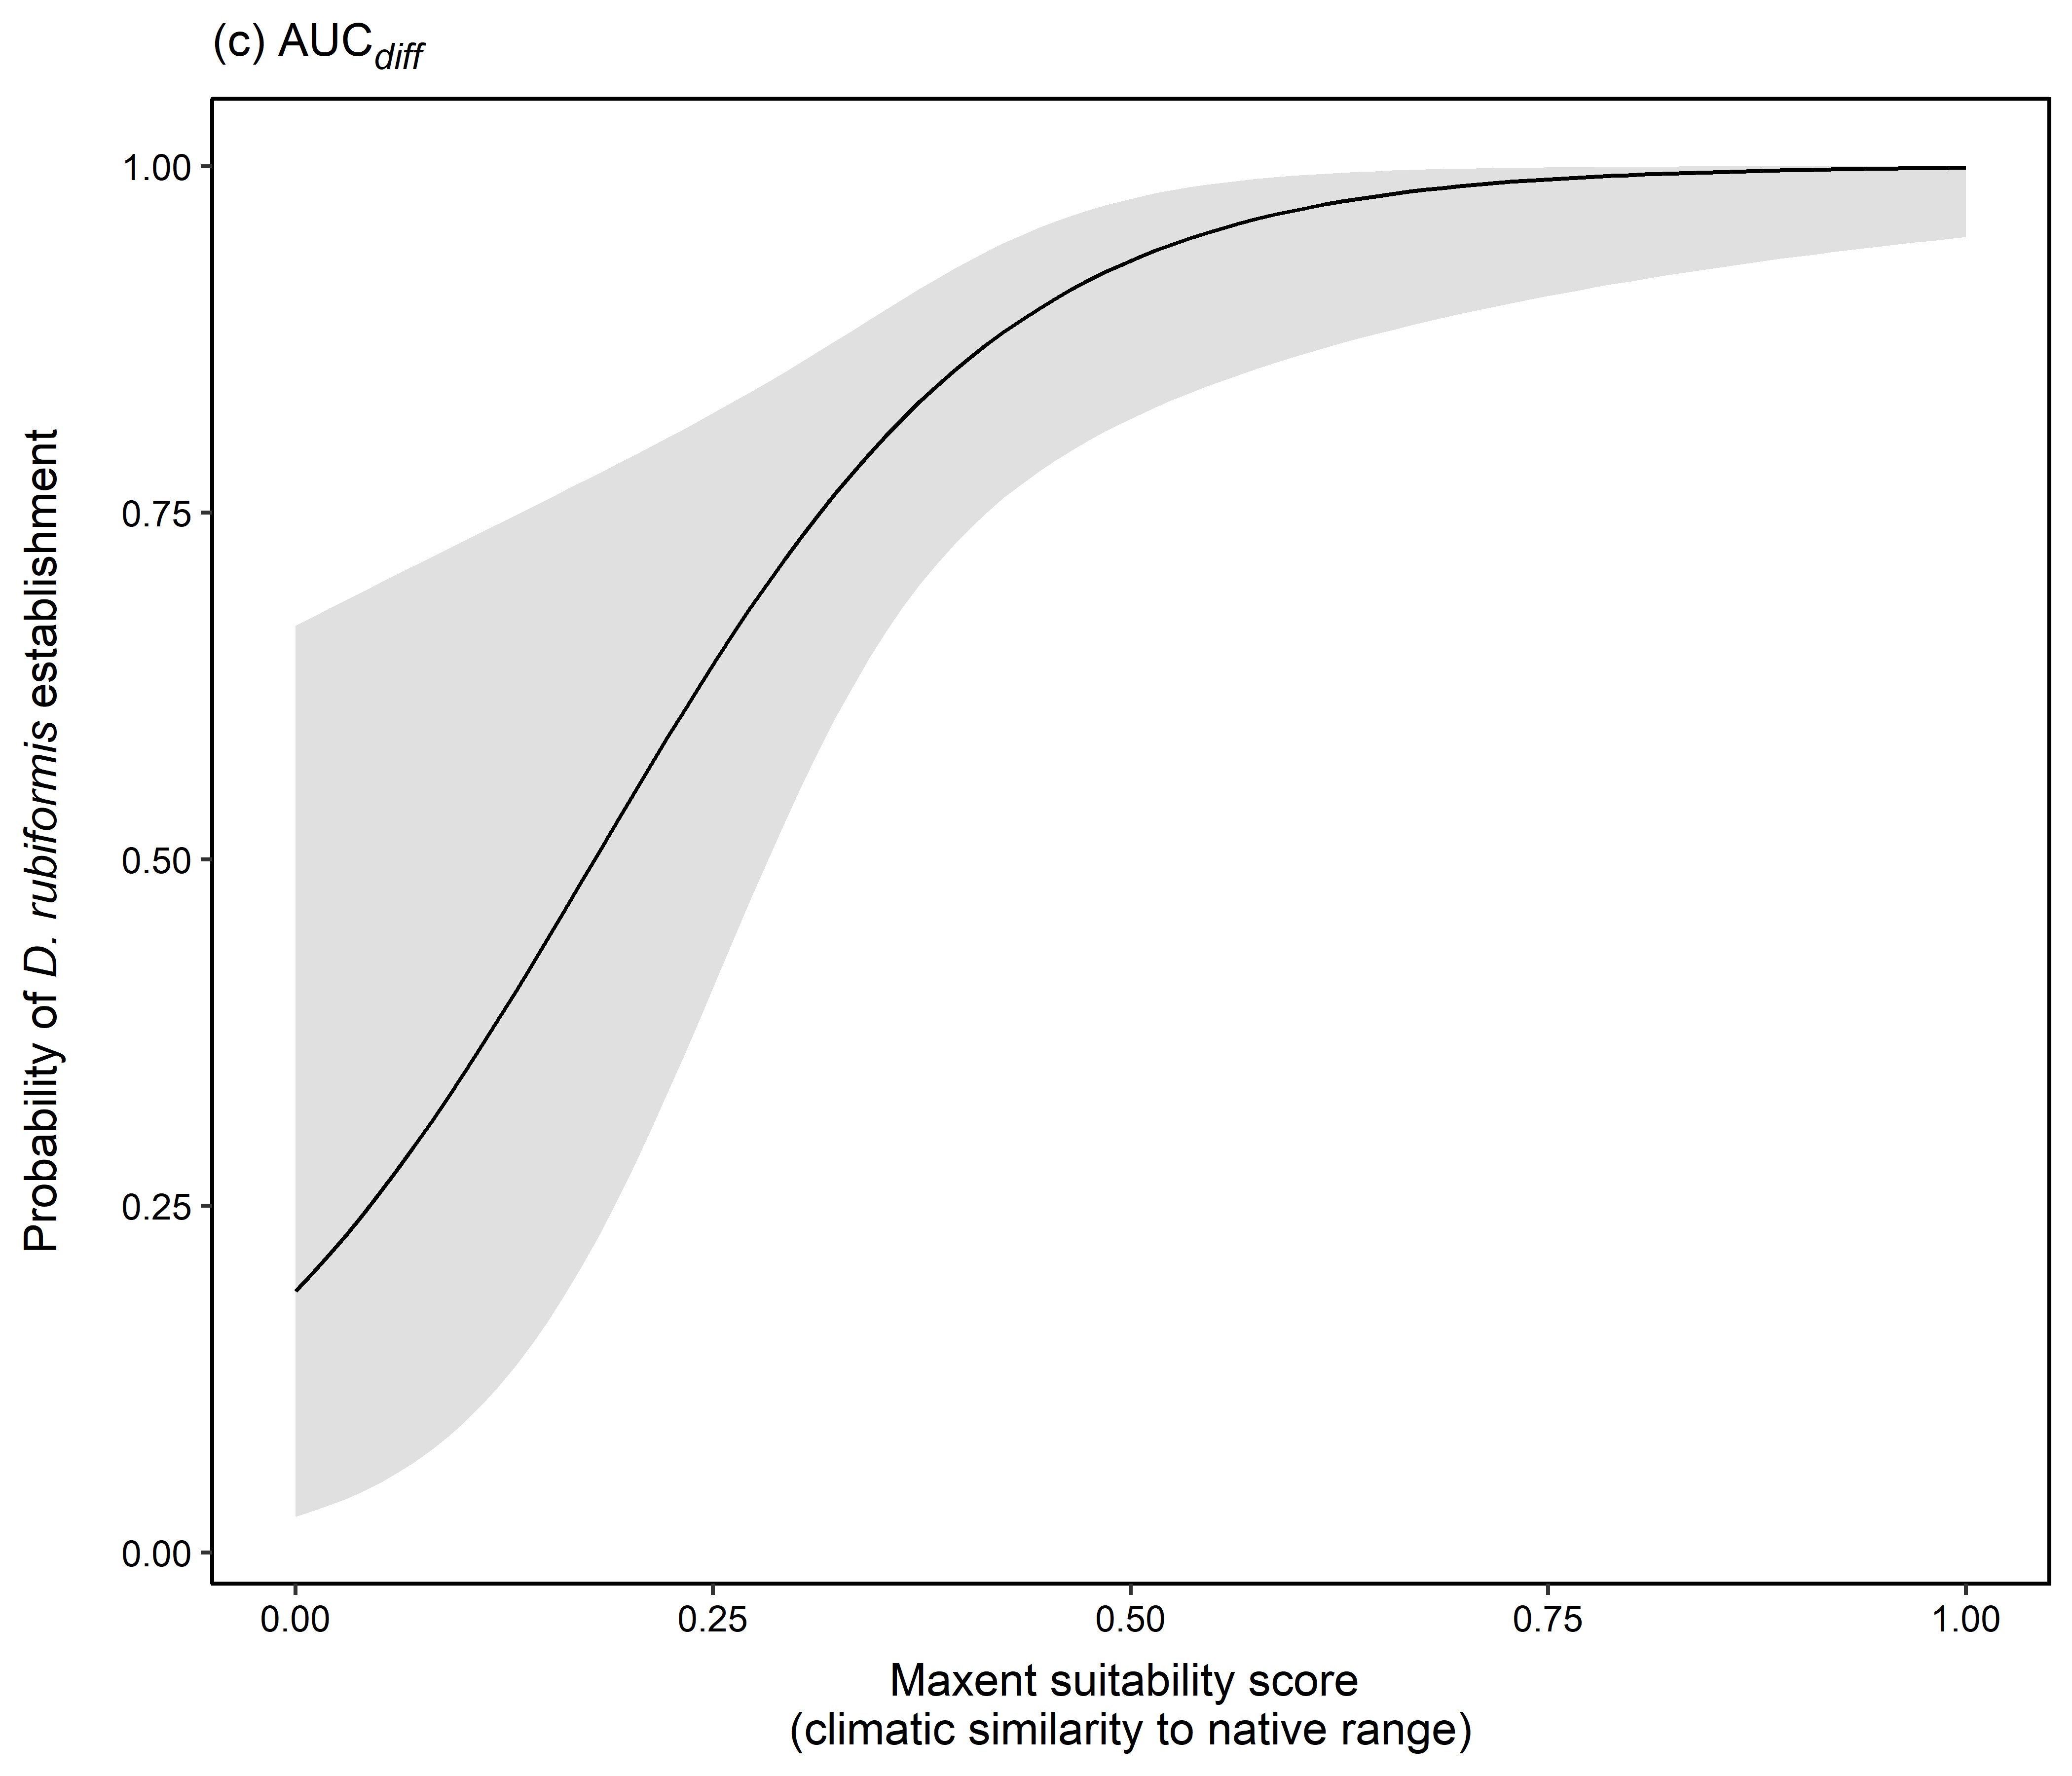 (c) AUCdiff
Probability of D. rubiformis establishment
1.00
0.75
0.50
0.25
0.00
0.00 0.25 0.50 0.75 1.00
Maxent suitability score
(climatic similarity to native range)